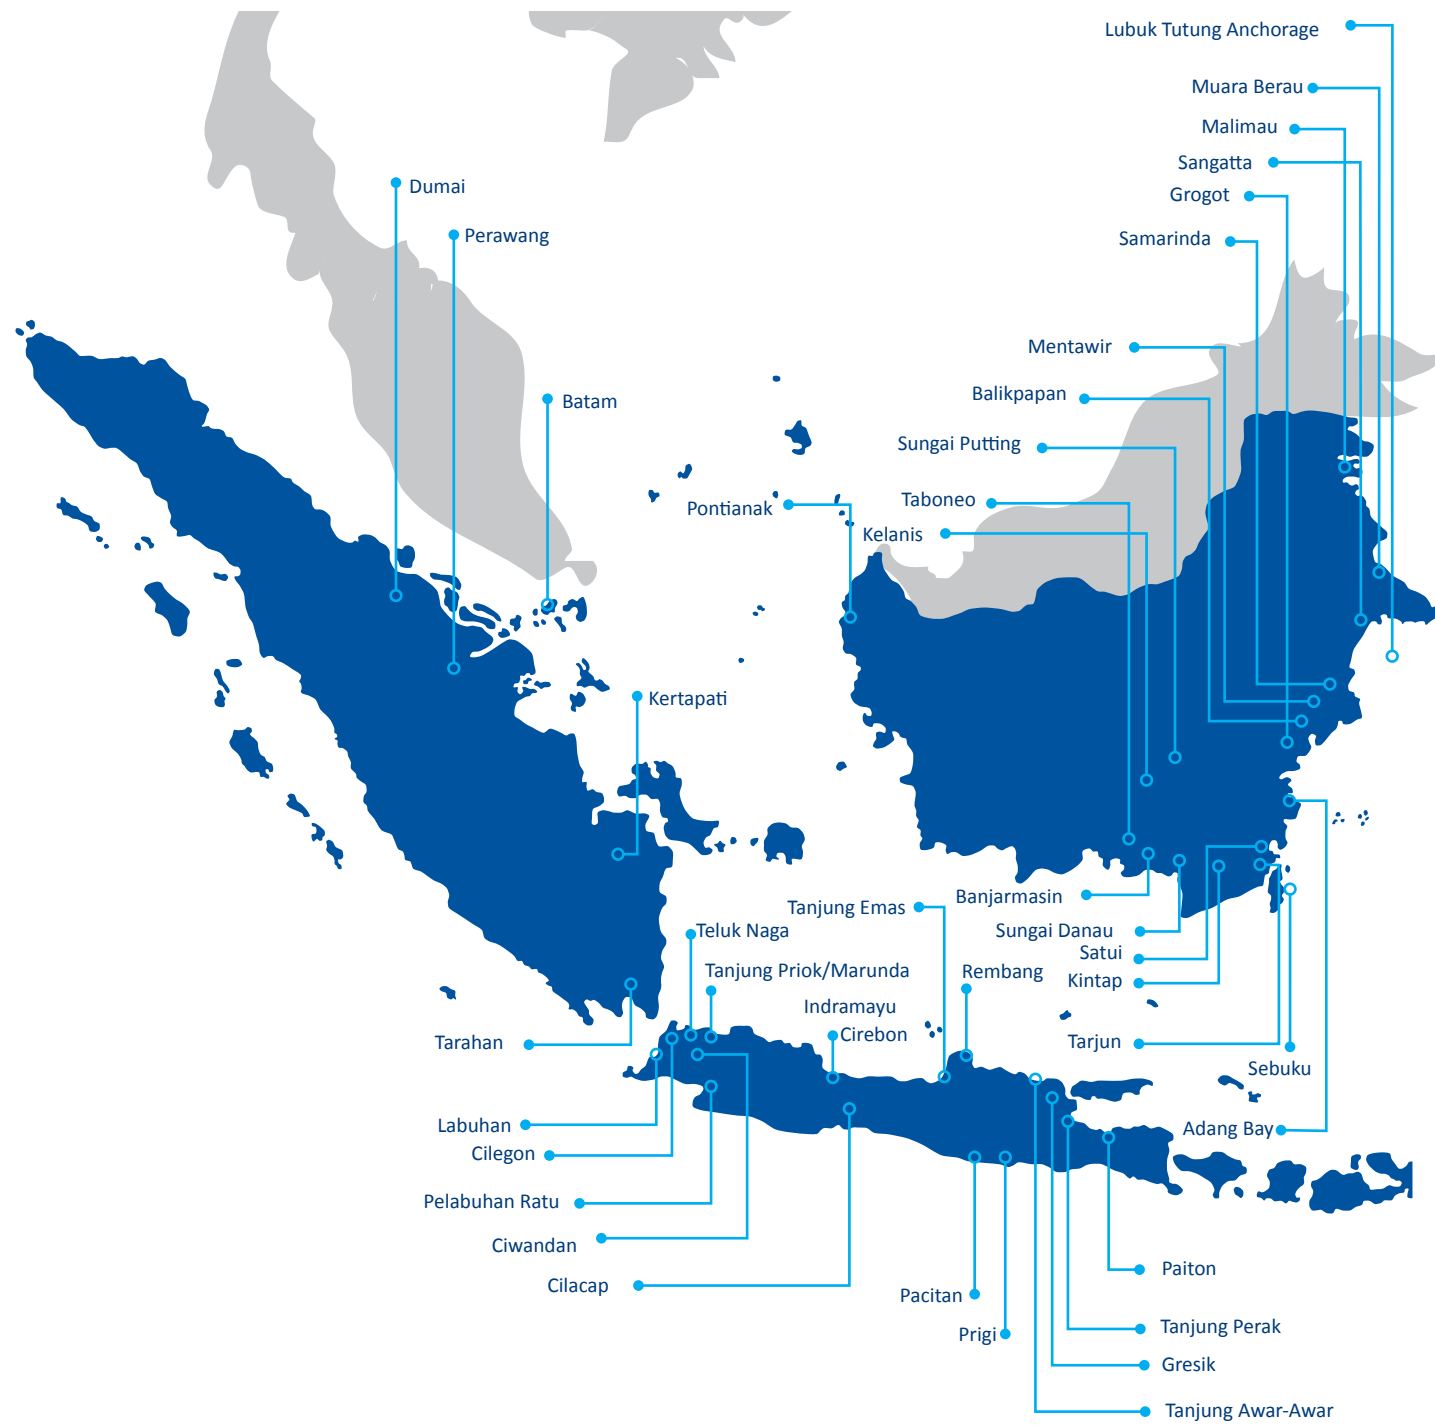 Lubuk Tutung Anchorage
Muara Berau
Malimau
Sangatta
Dumai
Grogot
Perawang
Samarinda
Mentawir
Balikpapan
Batam
Sungai Putting
Taboneo
Pontianak
Kelanis
Kertapati
Banjarmasin
Tanjung Emas
Teluk Naga
Sungai Danau
Satui
Tanjung Priok/Marunda
Rembang
Kintap
Indramayu
Cirebon
Tarahan
Tarjun
Sebuku
Labuhan
Adang Bay
Cilegon
Pelabuhan Ratu
Ciwandan
Paiton
Cilacap
Pacitan
Tanjung Perak
Prigi
Gresik
Tanjung Awar-Awar